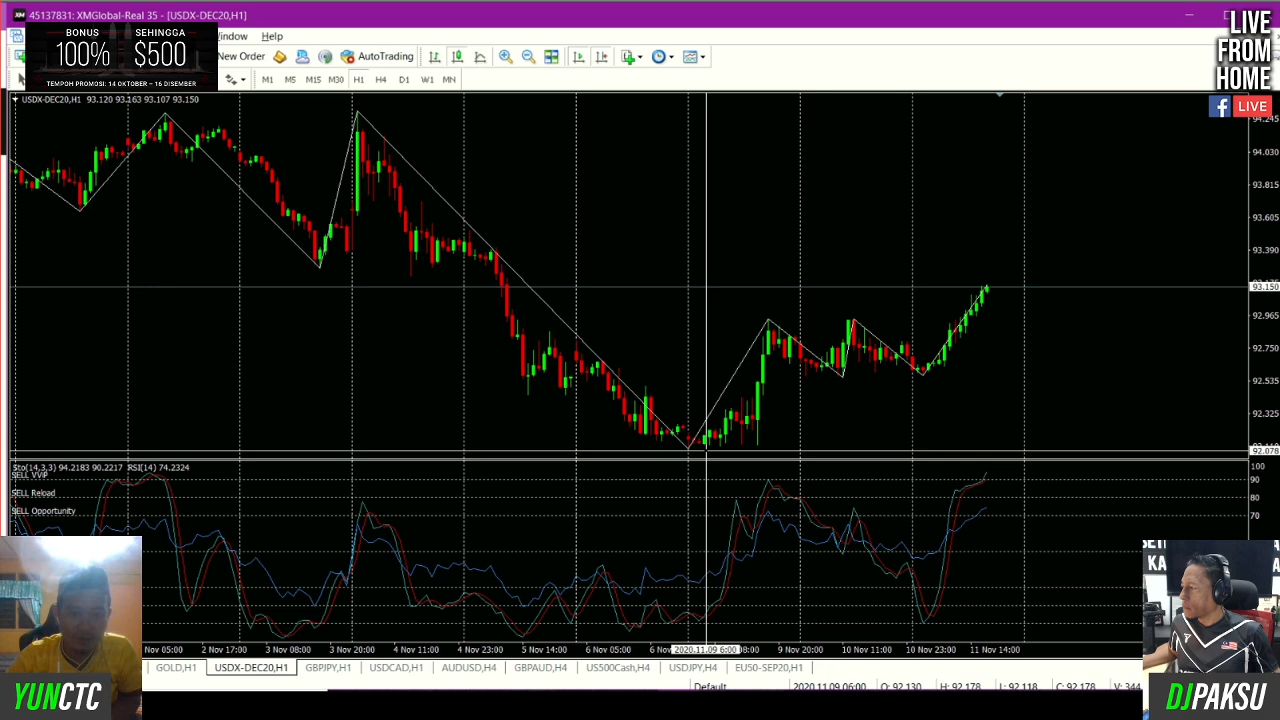 45137831: XMGlobal-Real 35 - [USDX-DEC20,H1]
LIVE
FROM
HOME
LIVE
BONUS
SEHINGGA
100%
$500
TEMPOH PROMOSI: 14 OKTOBER – 16 DISEMBER
indow Help
New Order AutoTrading
M1 M5 M15 M30 H1 H4 D1 W1 MN
USDX-DEC20,H1 93.120 93.163 93.107 93.150
94.245
94.030
93.815
93.605
93.390
93.150
92.965
92.750
92.535
92.325
92.078
Sto(14,3,3) 94.2183 90.2217 RSI(14) 74.2324
SELL VVIP
SELL Reload
SELL Opportunity
100
90
80
70
Nov 05:00 2 Nov 17:00 3 Nov 08:00 3 Nov 20:00 4 Nov 11:00 4 Nov 23:00 5 Nov 14:00 6 Nov 05:00 6 Nov 2020.11.09 6:00 08:00 9 Nov 20:00 10 Nov 11:00 10 Nov 23:00 11 Nov 14:00
GOLD,H1 USDX-DEC20,H1 GBPJPY,H1 USDCAD,H1 AUDUSD,H4 GBPAUD,H4 US500Cash,H4 USDJPY,H4 EU50-SEP20,H1
Default 2020.11.09 06:00 O: 92.130 H: 92.178 L: 92.118 C: 92.178 V: 344
YUNCTC
DJPAKSU